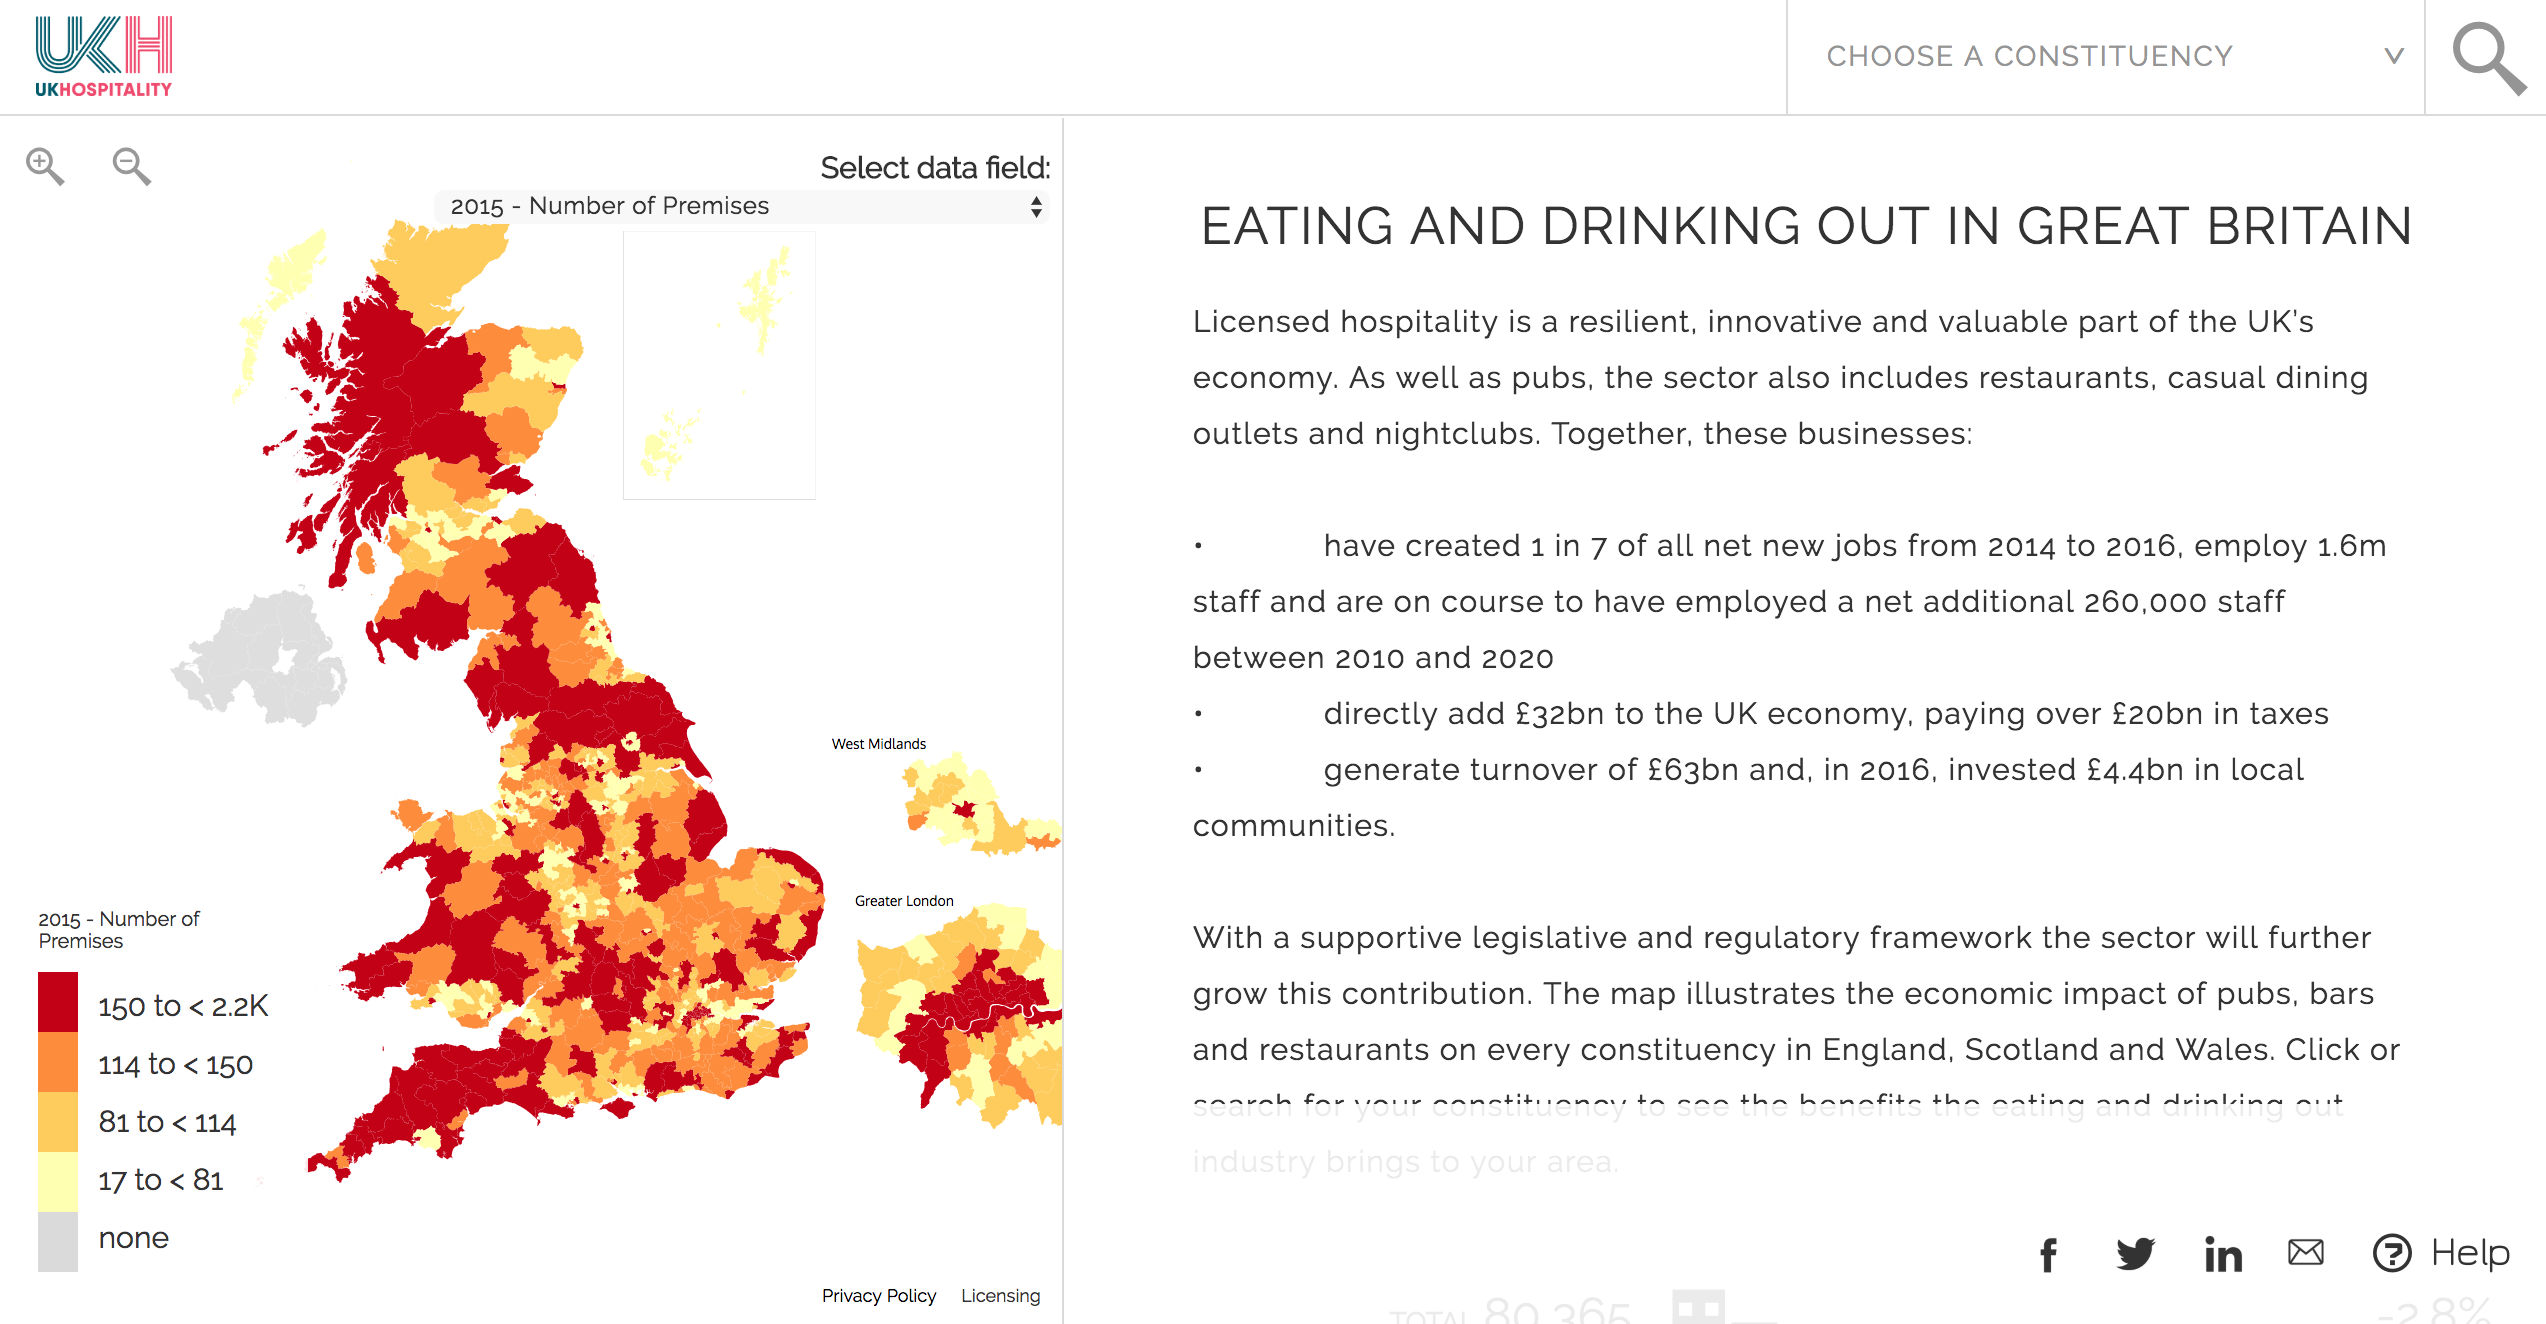 UKH
UKHOSPITALITY
CHOOSE A CONSTITUENCY
Select data field:
2015 - Number of Premises
EATING AND DRINKING OUT IN GREAT BRITAIN
Licensed hospitality is a resilient, innovative and valuable part of the UK's
economy. As well as pubs, the sector also includes restaurants, casual dining
outlets and nightclubs. Together, these businesses:
• have created 1 in 7 of all net new jobs from 2014 to 2016, employ 1.6m
staff and are on course to have employed a net additional 260,000 staff
between 2010 and 2020
• directly add £32bn to the UK economy, paying over £20bn in taxes
• generate turnover of £63bn and, in 2016, invested £4.4bn in local
communities.
With a supportive legislative and regulatory framework the sector will further
grow this contribution. The map illustrates the economic impact of pubs, bars
and restaurants on every constituency in England, Scotland and Wales. Click or
search for your constituency to see the benefits the eating and drinking out
industry brings to your area.
West Midlands
Greater London
2015 - Number of
Premises
150 to < 2.2K
114 to < 150
81 to < 114
17 to < 81
none
Privacy Policy Licensing
Help
TOTAL 80,365
-2.8%